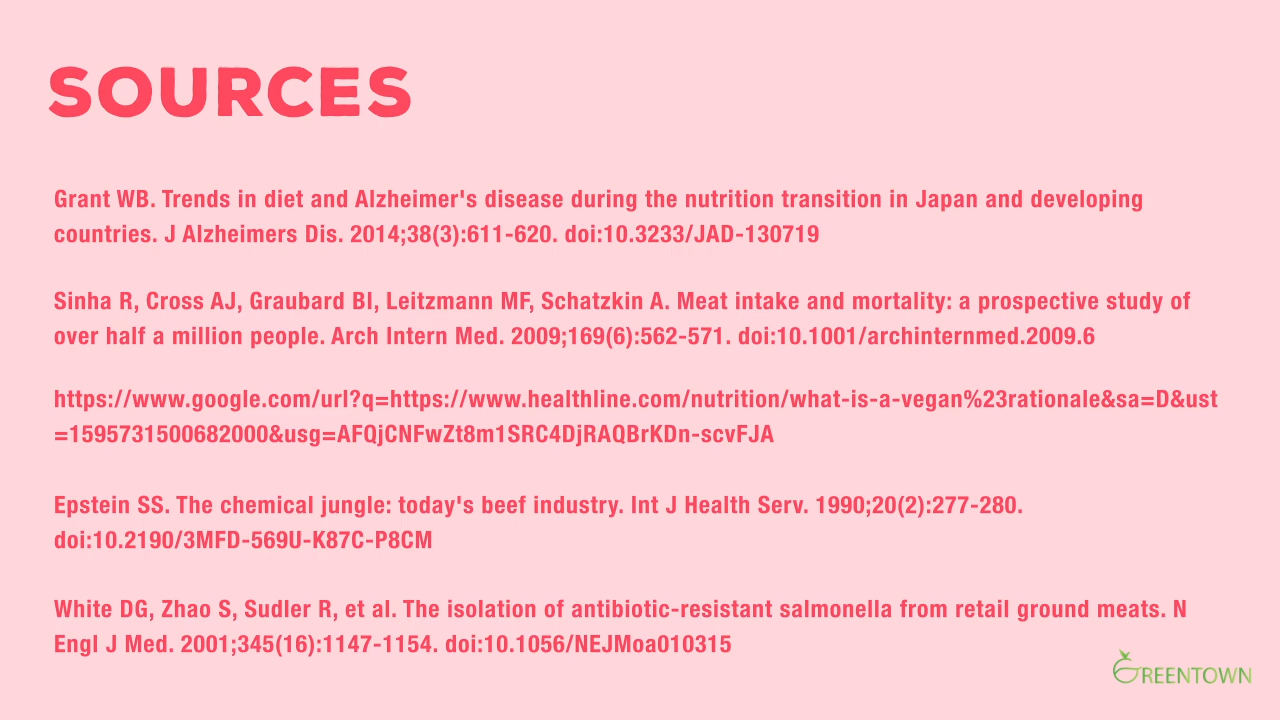 SOURCES
Grant WB. Trends in diet and Alzheimer's disease during the nutrition transition in Japan and developing
countries. J Alzheimers Dis. 2014;38(3):611-620. doi:10.3233/JAD-130719
Sinha R, Cross AJ, Graubard BI, Leitzmann MF, Schatzkin A. Meat intake and mortality: a prospective study of
over half a million people. Arch Intern Med. 2009;169(6):562-571. doi:10.1001/archinternmed.2009.6
https://www.google.com/url?q=https://www.healthline.com/nutrition/what-is-a-vegan%23rationale&sa=D&ust
=1595731500682000&usg=AFQjCNFwZt8m1SRC4DjRAQBrKDn-scvFJA
Epstein SS. The chemical jungle: today's beef industry. Int J Health Serv. 1990;20(2):277-280.
doi:10.2190/3MFD-569U-K87C-P8CM
White DG, Zhao S, Sudler R, et al. The isolation of antibiotic-resistant salmonella from retail ground meats. N
Engl J Med. 2001;345(16):1147-1154. doi:10.1056/NEJMoa010315
GREENTOWN